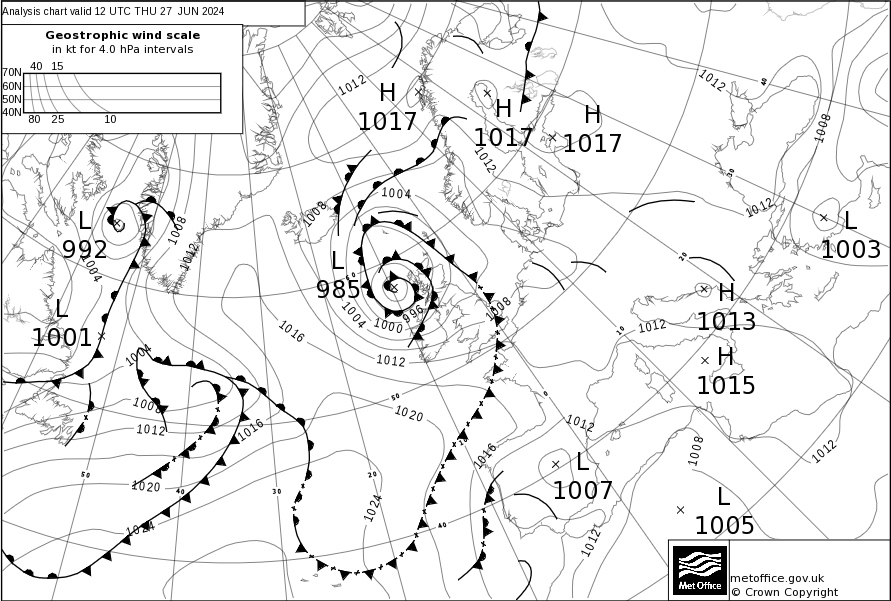 Analysis chart valid 12 UTC THU 27 JUN 2024
Geostrophic wind scale
in kt for 4.0 hPa intervals
40 15
70N
60N
50N
40N
80 25 10
1012
H
1017
H
1017
H
1017
1012
40
1008
1012
30
1012
L
1003
1004
1008
L
992
1008
1012
1004
L
985
20
H
1013
1012
10
L
1001
1016
1004
1000
996
1008
1012
H
1015
1004
1008
1012
1016
50
1020
0
1012
1008
1012
1016
L
1007
50
1020
40
30
20
1024
1024
40
1012
L
1005
Met Office
metoffice.gov.uk
© Crown Copyright